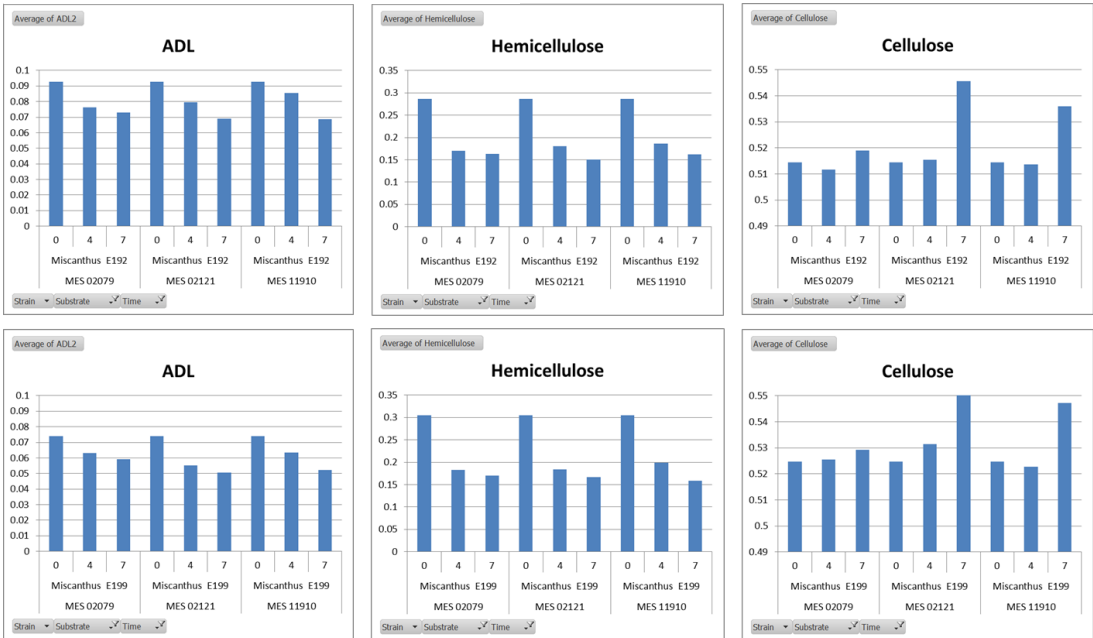 Average of ADL2
ADL
0.1
0.09
0.08
0.07
0.06
0.05
0.04
0.03
0.02
0.01
0
0 4 7 0 4 7 0 4 7
Miscanthus E192 Miscanthus E192 Miscanthus E192
MES 02079 MES 02121 MES 11910
Strain Substrate Time
Average of Hemicellulose
Hemicellulose
0.35
0.3
0.25
0.2
0.15
0.1
0.05
0
0 4 7 0 4 7 0 4 7
Miscanthus E192 Miscanthus E192 Miscanthus E192
MES 02079 MES 02121 MES 11910
Strain Substrate Time
Average of Cellulose
Cellulose
0.55
0.54
0.53
0.52
0.51
0.5
0.49
0 4 7 0 4 7 0 4 7
Miscanthus E192 Miscanthus E192 Miscanthus E192
MES 02079 MES 02121 MES 11910
Strain Substrate Time
Average of ADL2
ADL
0.1
0.09
0.08
0.07
0.06
0.05
0.04
0.03
0.02
0.01
0
0 4 7 0 4 7 0 4 7
Miscanthus E199 Miscanthus E199 Miscanthus E199
MES 02079 MES 02121 MES 11910
Strain Substrate Time
Average of Hemicellulose
Hemicellulose
0.35
0.3
0.25
0.2
0.15
0.1
0.05
0
0 4 7 0 4 7 0 4 7
Miscanthus E199 Miscanthus E199 Miscanthus E199
MES 02079 MES 02121 MES 11910
Strain Substrate Time
Average of Cellulose
Cellulose
0.55
0.54
0.53
0.52
0.51
0.5
0.49
0 4 7 0 4 7 0 4 7
Miscanthus E199 Miscanthus E199 Miscanthus E199
MES 02079 MES 02121 MES 11910
Strain Substrate Time